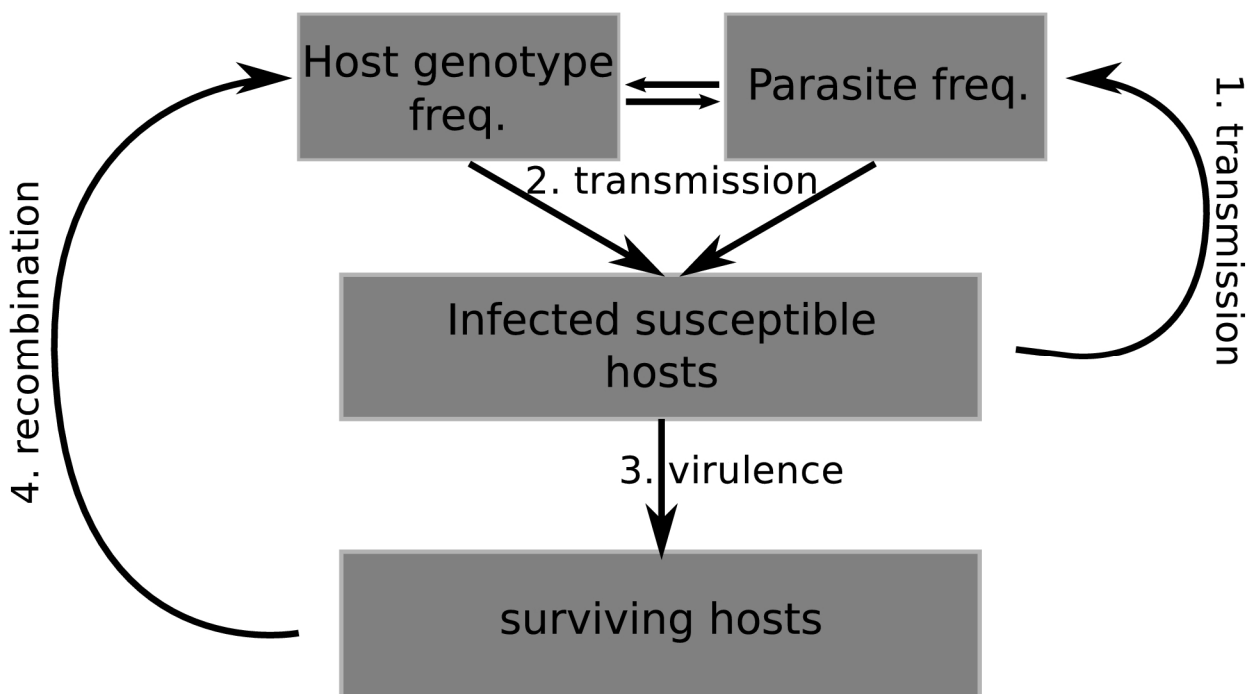 Host genotype
freq.
Parasite freq.
1. transmission
2. transmission
Infected susceptible
hosts
3. virulence
4. recombination
surviving hosts